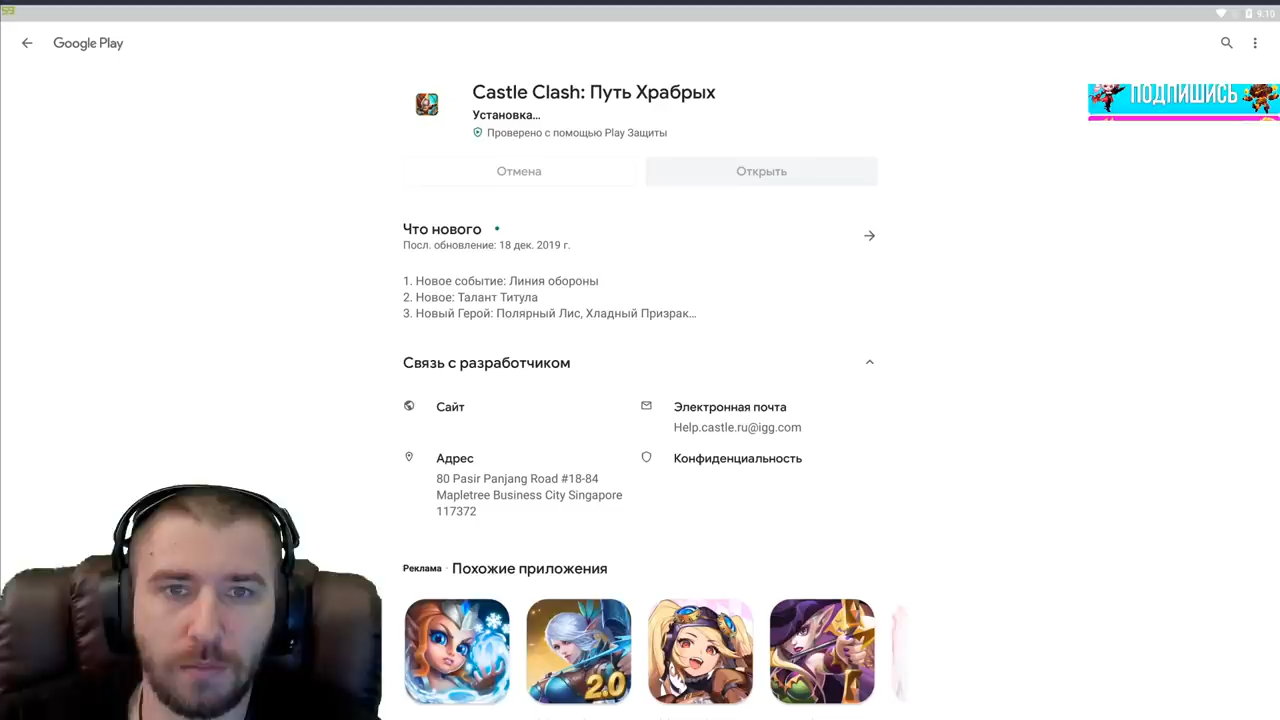 9:10
Google Play
Castle Clash: Путь Храбрых
Установка...
Проверено с помощью Play Защиты
ПОДПИШИСЬ
Отмена
Открыть
Что нового
Посл. обновление: 18 дек. 2019 г.
1. Новое событие: Линия обороны
2. Новое: Талант Титула
3. Новый Герой: Полярный Лис, Хладный Призрак...
Связь с разработчиком
Сайт
Электронная почта
Help.castle.ru@igg.com
Адрес
Конфиденциальность
80 Pasir Panjang Road #18-84
Mapletree Business City Singapore
117372
Реклама · Похожие приложения
2.0